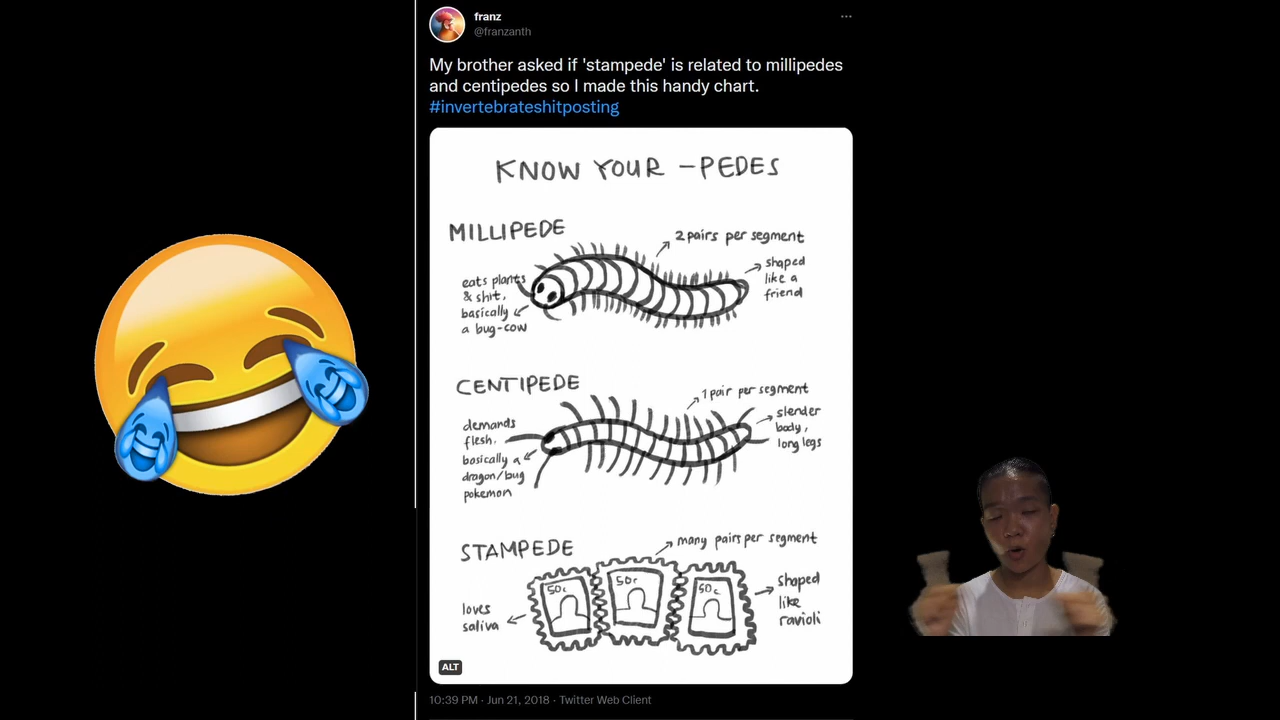 franz
@franzanth
My brother asked if 'stampede' is related to millipedes
and centipedes so I made this handy chart.
#invertebrateshitposting
KNOW YOUR -PEDES
MILLIPEDE
2 pairs per segment
eats plants
& shit,
basically
a bug-cow
shaped
like a
friend
CENTIPEDE
1 pair per segment
demands
flesh.
basically a
dragon/bug
pokemon
slender
body,
long legs
STAMPEDE
many pairs per segment
50c
50c
50c
loves
saliva
shaped
like
ravioli
ALT
10:39 PM · Jun 21, 2018 · Twitter Web Client